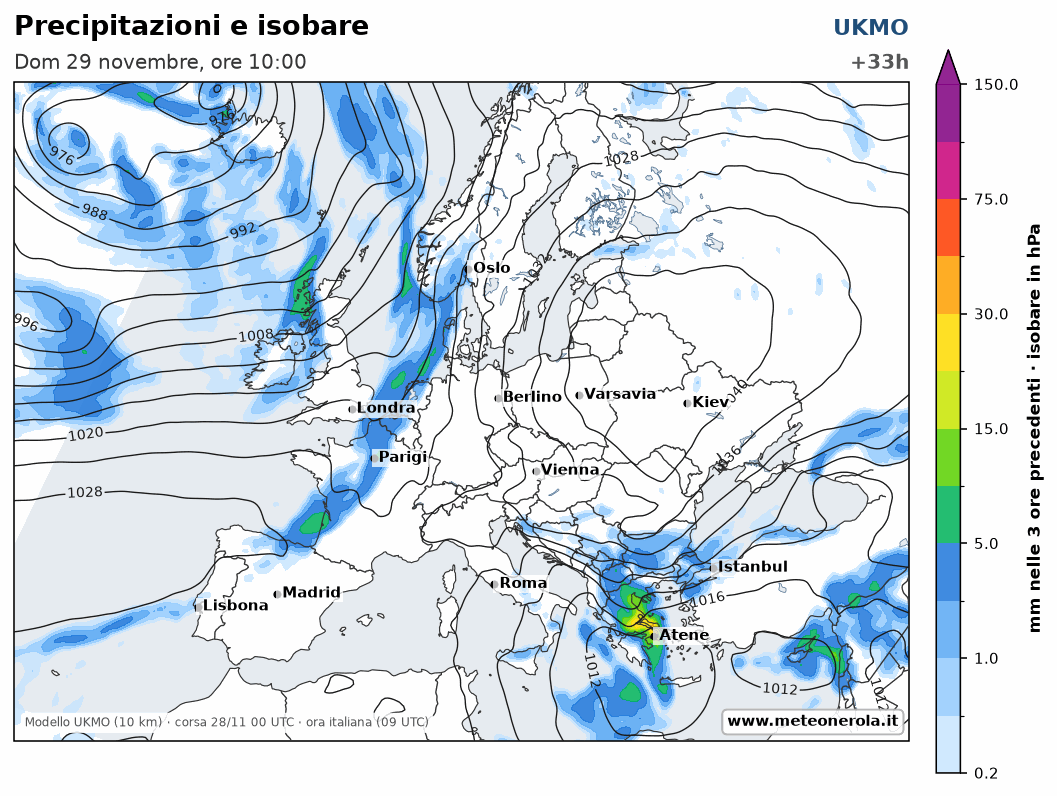 Precipitazioni e isobare
UKMO
Dom 29 novembre, ore 10:00
+33h
976
976
988
992
996
1008
1020
1028
1028
1032
1040
1036
1016
1012
1012
1012
Oslo
Londra
Berlino
Varsavia
Kiev
Parigi
Vienna
Istanbul
Roma
Madrid
Lisbona
Atene
Modello UKMO (10 km) · corsa 28/11 00 UTC · ora italiana (09 UTC)
www.meteonerola.it
150.0
75.0
30.0
15.0
5.0
1.0
0.2
mm nelle 3 ore precedenti · isobare in hPa